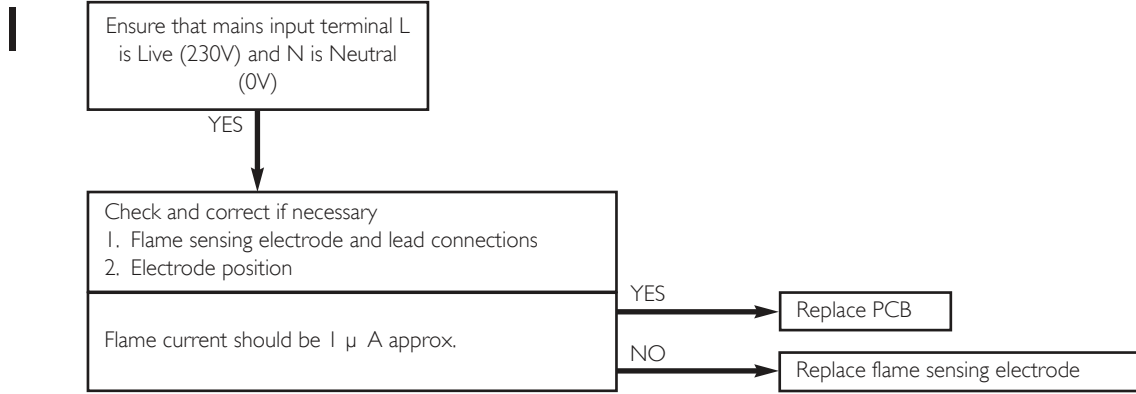 I
Ensure that mains input terminal L
is Live (230V) and N is Neutral
(0V)
YES
Check and correct if necessary
1. Flame sensing electrode and lead connections
2. Electrode position
Flame current should be 1 μ A approx.
YES
Replace PCB
NO
Replace flame sensing electrode